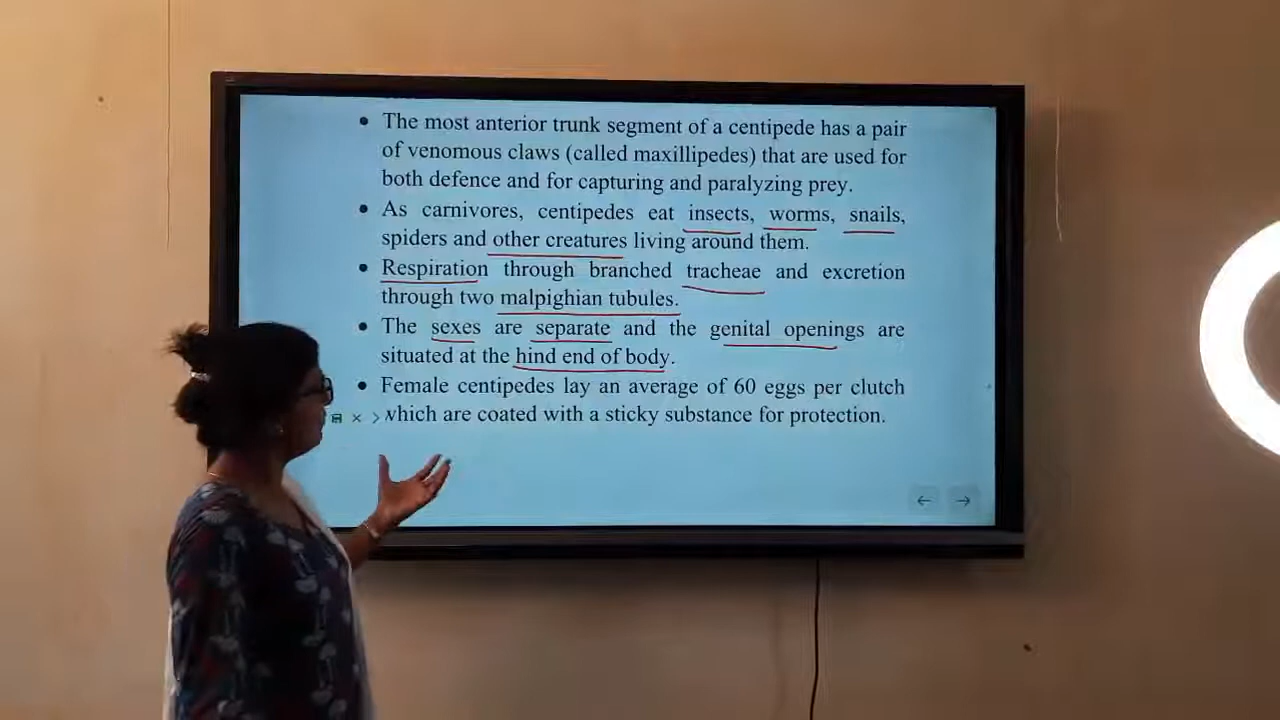 • The most anterior trunk segment of a centipede has a pair
of venomous claws (called maxillipedes) that are used for
both defence and for capturing and paralyzing prey.
• As carnivores, centipedes eat insects, worms, snails,
spiders and other creatures living around them.
• Respiration through branched tracheae and excretion
through two malpighian tubules.
• The sexes are separate and the genital openings are
situated at the hind end of body.
• Female centipedes lay an average of 60 eggs per clutch
which are coated with a sticky substance for protection.